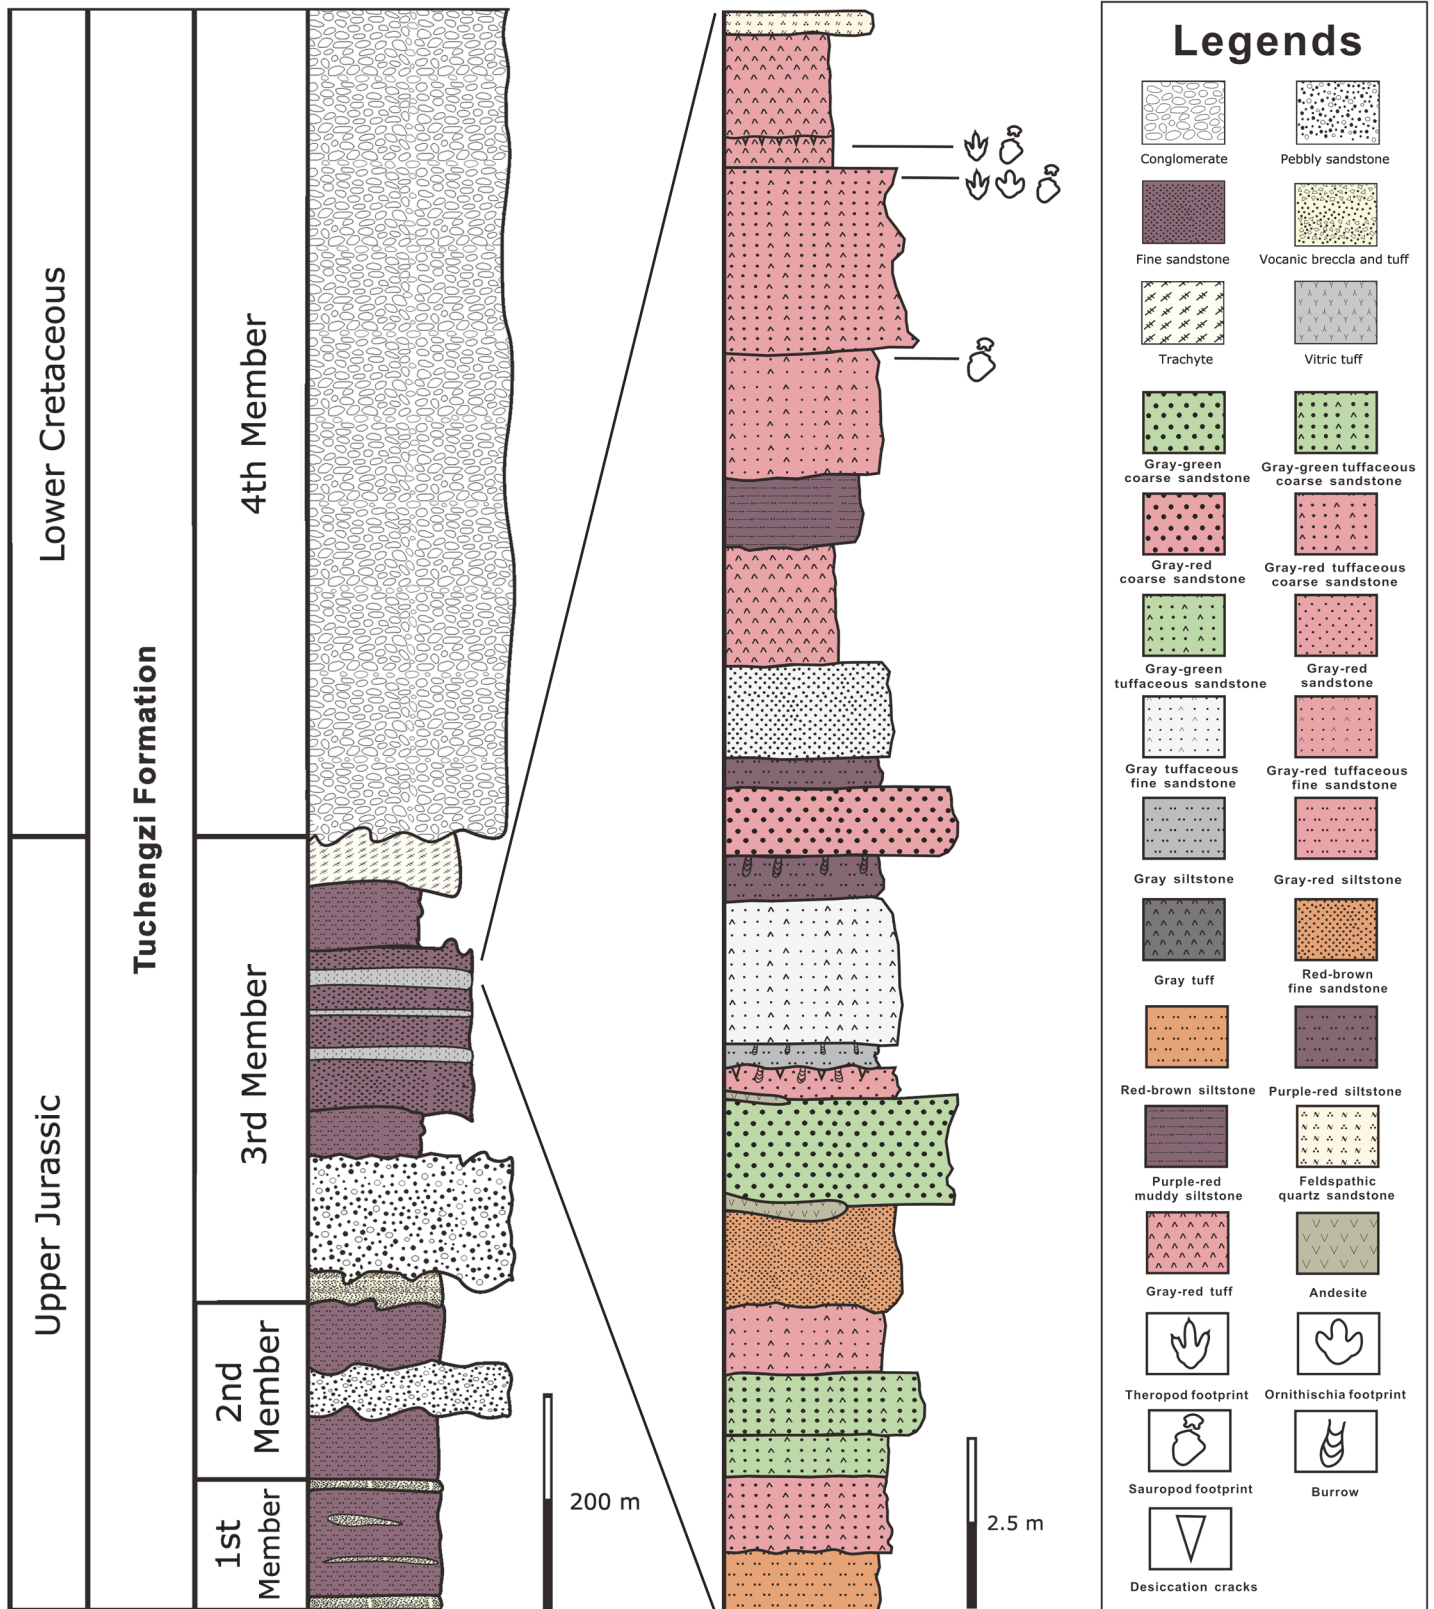 Lower Cretaceous
Upper Jurassic
Tuchengzi Formation
4th Member
3rd Member
2nd
Member
1st
Member
200 m
2.5 m
Legends
Conglomerate
Pebbly sandstone
Fine sandstone
Vocanic breccla and tuff
Trachyte
Vitric tuff
Gray-green
coarse sandstone
Gray-green tuffaceous
coarse sandstone
Gray-red
coarse sandstone
Gray-red tuffaceous
coarse sandstone
Gray-green
tuffaceous sandstone
Gray-red
sandstone
Gray tuffaceous
fine sandstone
Gray-red tuffaceous
fine sandstone
Gray siltstone
Gray-red siltstone
Gray tuff
Red-brown
fine sandstone
Red-brown siltstone
Purple-red siltstone
Purple-red
muddy siltstone
Feldspathic
quartz sandstone
Gray-red tuff
Andesite
Theropod footprint
Ornithischia footprint
Sauropod footprint
Burrow
Desiccation cracks